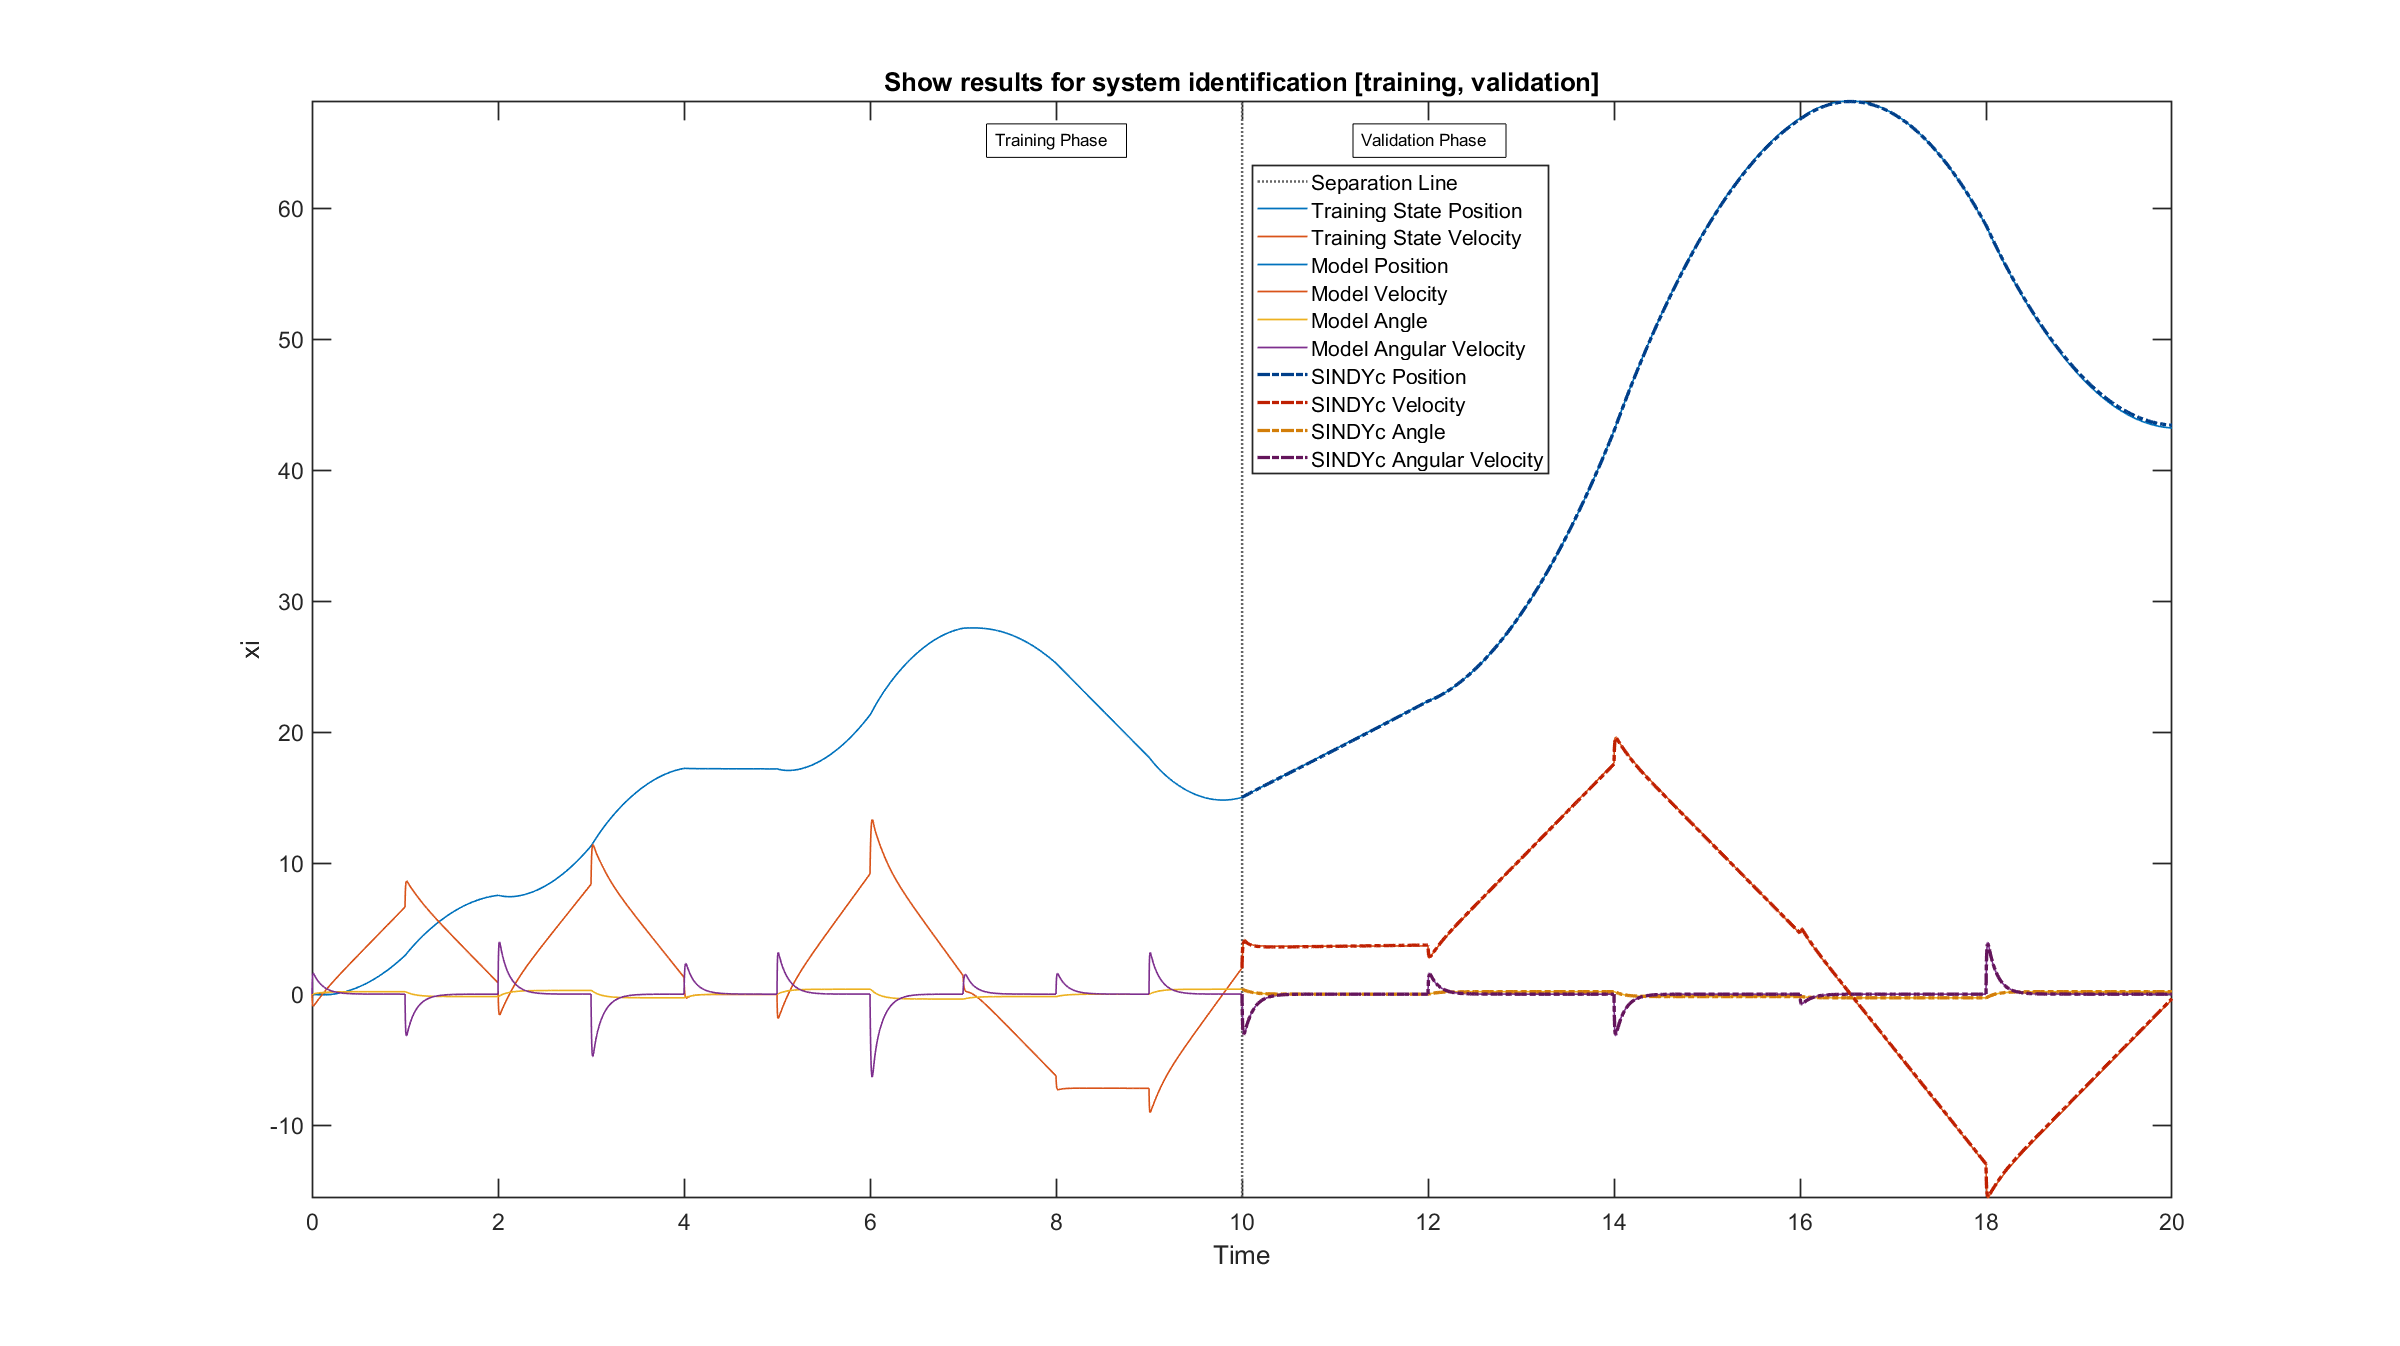 Show results for system identification [training, validation]
Training Phase
Validation Phase
Separation Line
Training State Position
Training State Velocity
Model Position
Model Velocity
Model Angle
Model Angular Velocity
SINDYc Position
SINDYc Velocity
SINDYc Angle
SINDYc Angular Velocity
60
50
40
30
20
10
0
-10
xi
0 2 4 6 8 10 12 14 16 18 20
Time